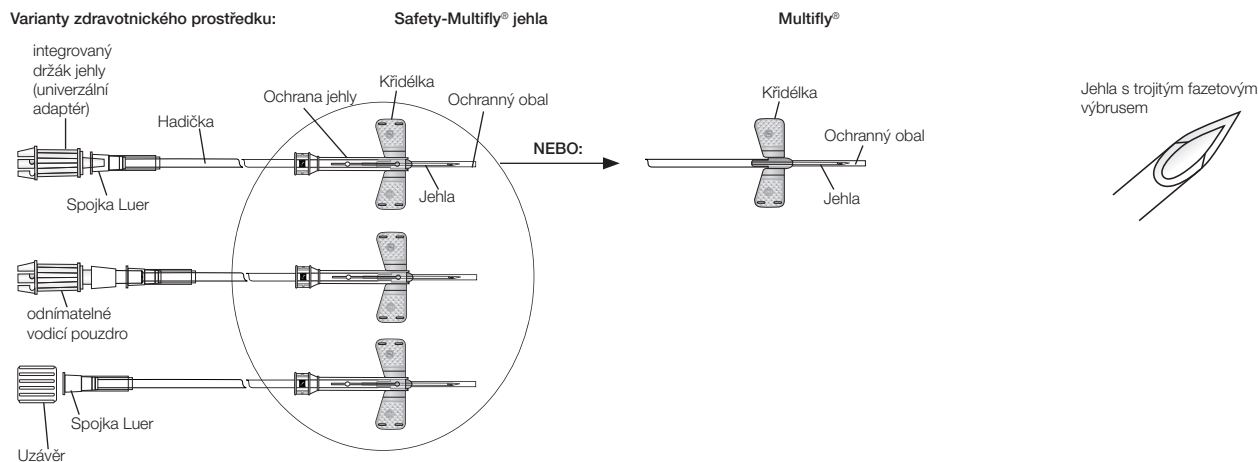 Varianty zdravotnického prostředku:
Safety-Multifly® jehla
Multifly®
integrovaný
držák jehly
(univerzální
adaptér)
Hadička
Ochrana jehly
Křidélka
Ochranný obal
Spojka Luer
Jehla
NEBO:
Křidélka
Ochranný obal
Jehla
Jehla s trojitým fazetovým
výbrusem
odnímatelné
vodicí pouzdro
Spojka Luer
Uzávěr